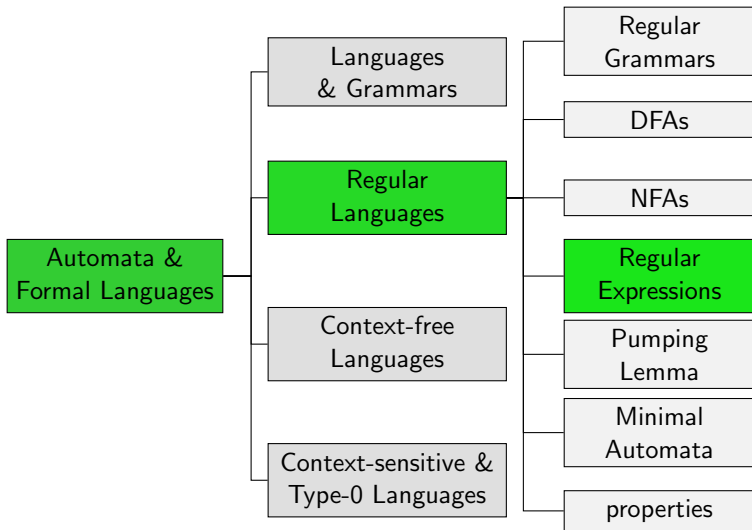 Automata &
Formal Languages
Languages
& Grammars
Regular
Languages
Context-free
Languages
Context-sensitive &
Type-0 Languages
Regular
Grammars
DFAs
NFAs
Regular
Expressions
Pumping
Lemma
Minimal
Automata
properties